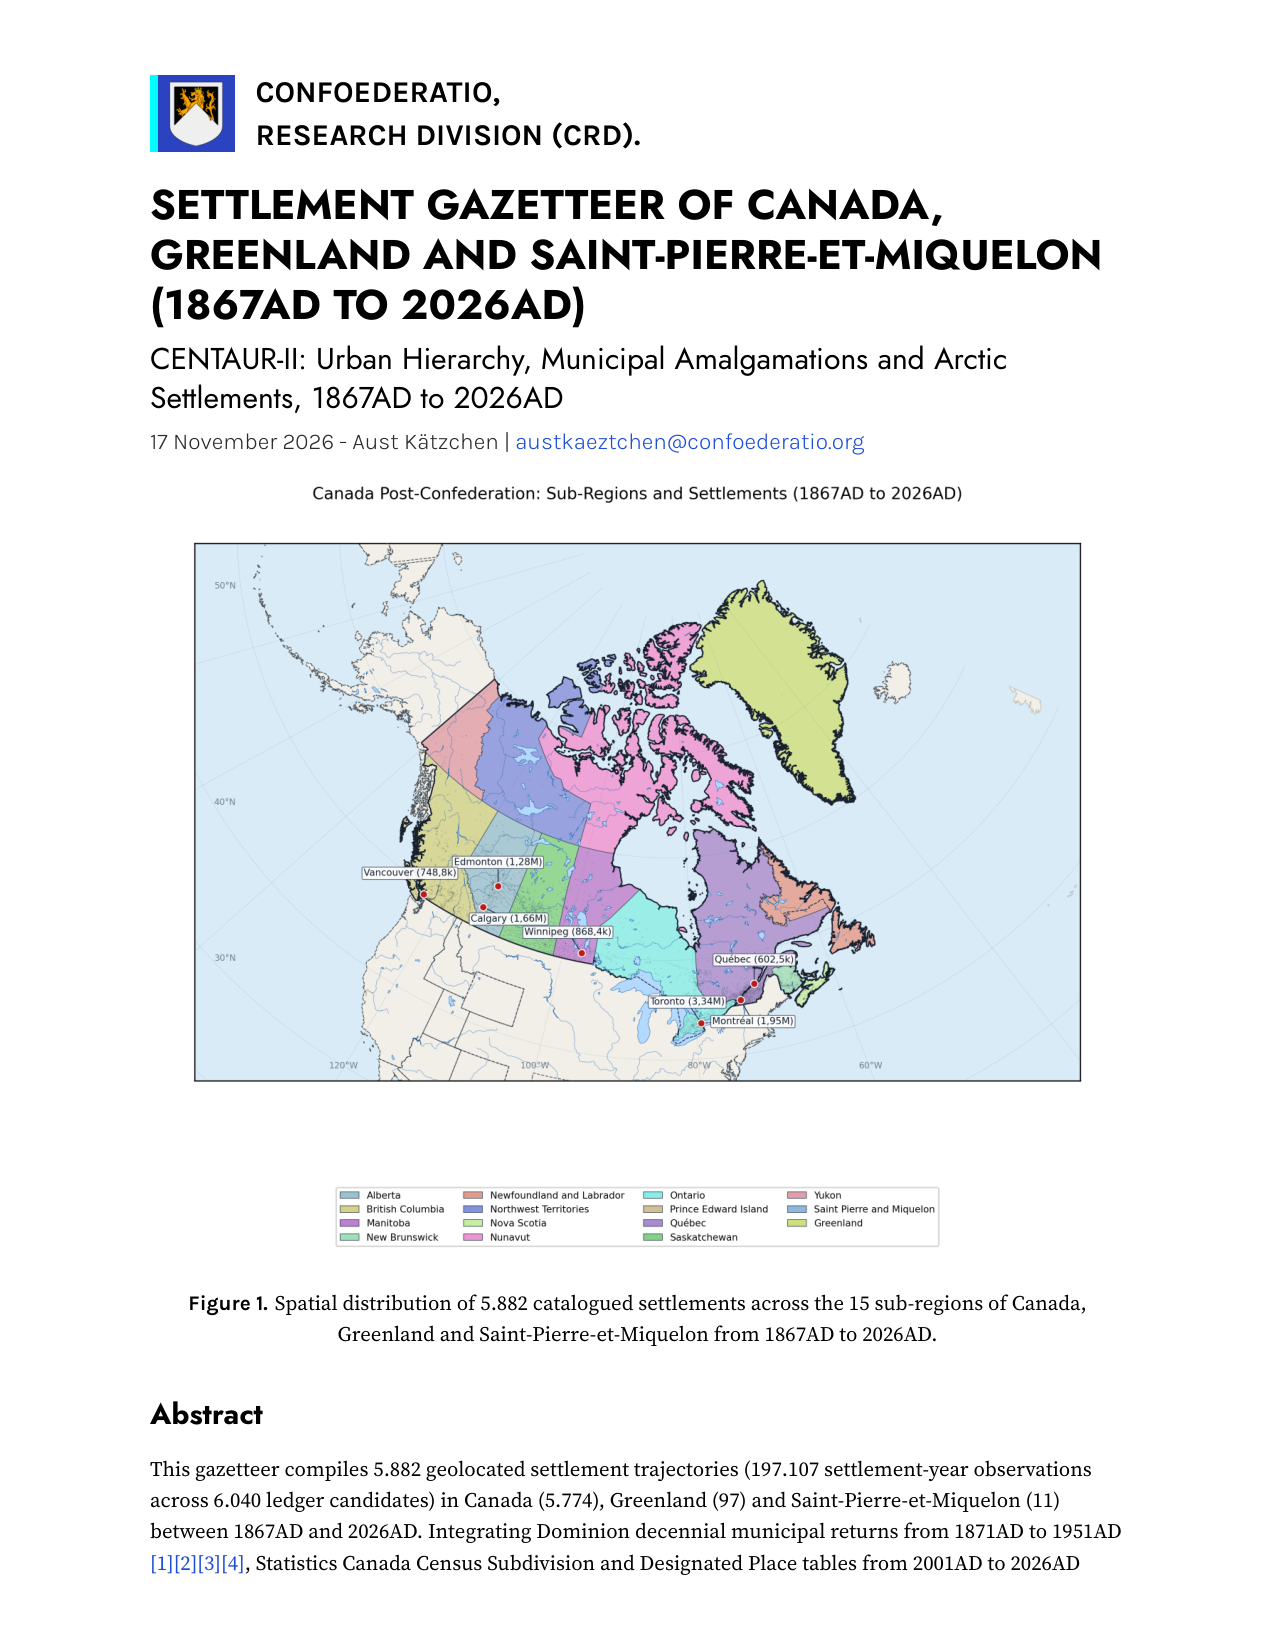 CONFOEDERATIO,
RESEARCH DIVISION (CRD).
SETTLEMENT GAZETTEER OF CANADA,
GREENLAND AND SAINT-PIERRE-ET-MIQUELON
(1867AD TO 2026AD)
CENTAUR-II: Urban Hierarchy, Municipal Amalgamations and Arctic
Settlements, 1867AD to 2026AD
17 November 2026 - Aust Kätzchen | austkaeztchen@confoederatio.org
Canada Post-Confederation: Sub-Regions and Settlements (1867AD to 2026AD)
50°N
40°N
Edmonton (1,28M)
Vancouver (748,8k)
Calgary (1,66M)
Winnipeg (868,4k)
30°N
Québec (602,5k)
Toronto (3,34M)
Montréal (1,95M)
120°W
100°W
80°W
60°W
Alberta
British Columbia
Manitoba
New Brunswick
Newfoundland and Labrador
Northwest Territories
Nova Scotia
Nunavut
Ontario
Prince Edward Island
Québec
Saskatchewan
Yukon
Saint Pierre and Miquelon
Greenland
Figure 1. Spatial distribution of 5.882 catalogued settlements across the 15 sub-regions of Canada,
Greenland and Saint-Pierre-et-Miquelon from 1867AD to 2026AD.
Abstract
This gazetteer compiles 5.882 geolocated settlement trajectories (197.107 settlement-year observations
across 6.040 ledger candidates) in Canada (5.774), Greenland (97) and Saint-Pierre-et-Miquelon (11)
between 1867AD and 2026AD. Integrating Dominion decennial municipal returns from 1871AD to 1951AD
[1][2][3][4], Statistics Canada Census Subdivision and Designated Place tables from 2001AD to 2026AD